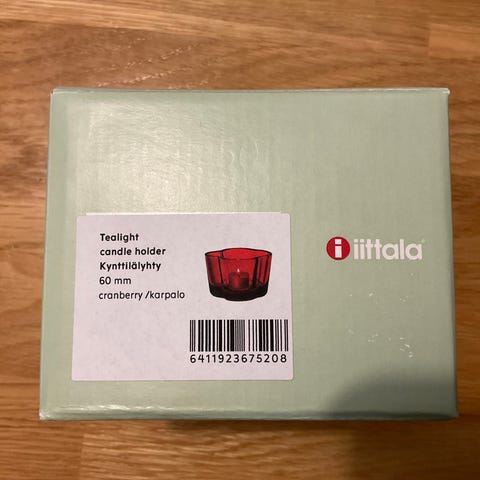 Tealight
candle holder
Kynttilälyhty
60 mm
cranberry /karpalo
6411923675208
i iittala®